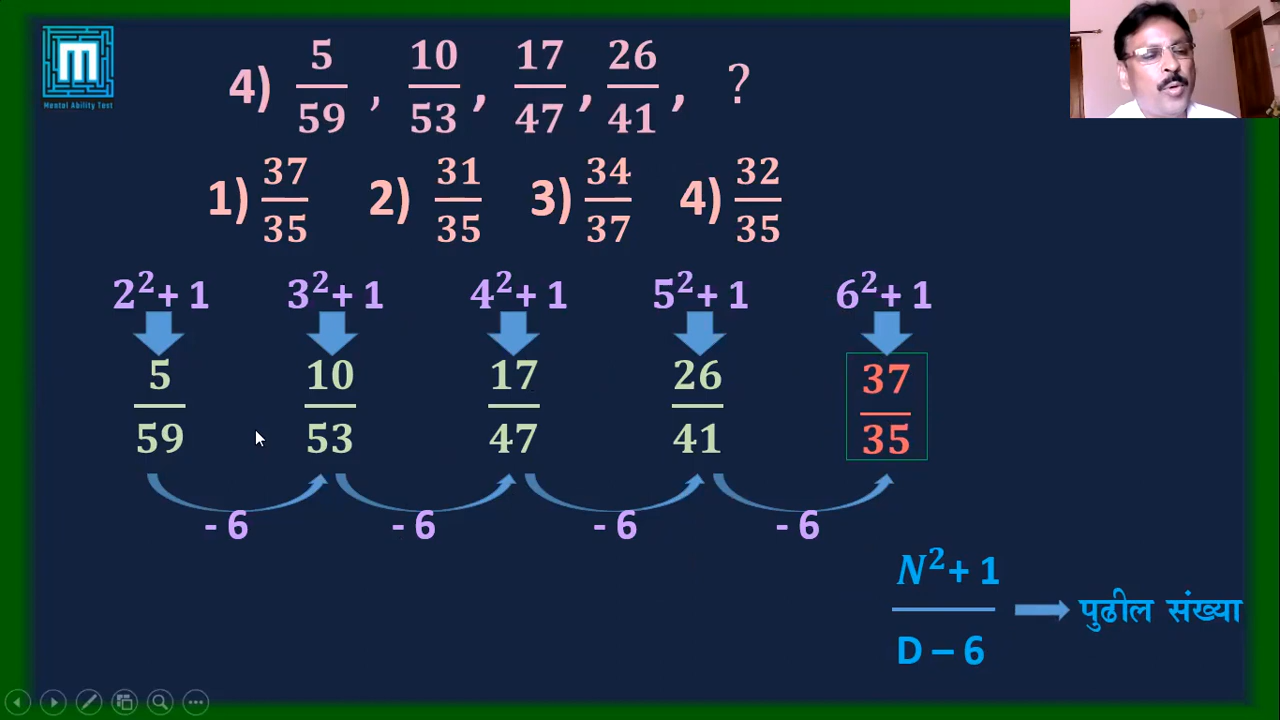 M
Mental Ability Test
4) 5/59 , 10/53 , 17/47 , 26/41 , ?
1) 37/35 2) 31/35 3) 34/37 4) 32/35
2²+ 1 3²+ 1 4²+ 1 5²+ 1 6²+ 1
5/59 10/53 17/47 26/41 37/35
- 6 - 6 - 6 - 6
N²+ 1 / D – 6 पुढील संख्या